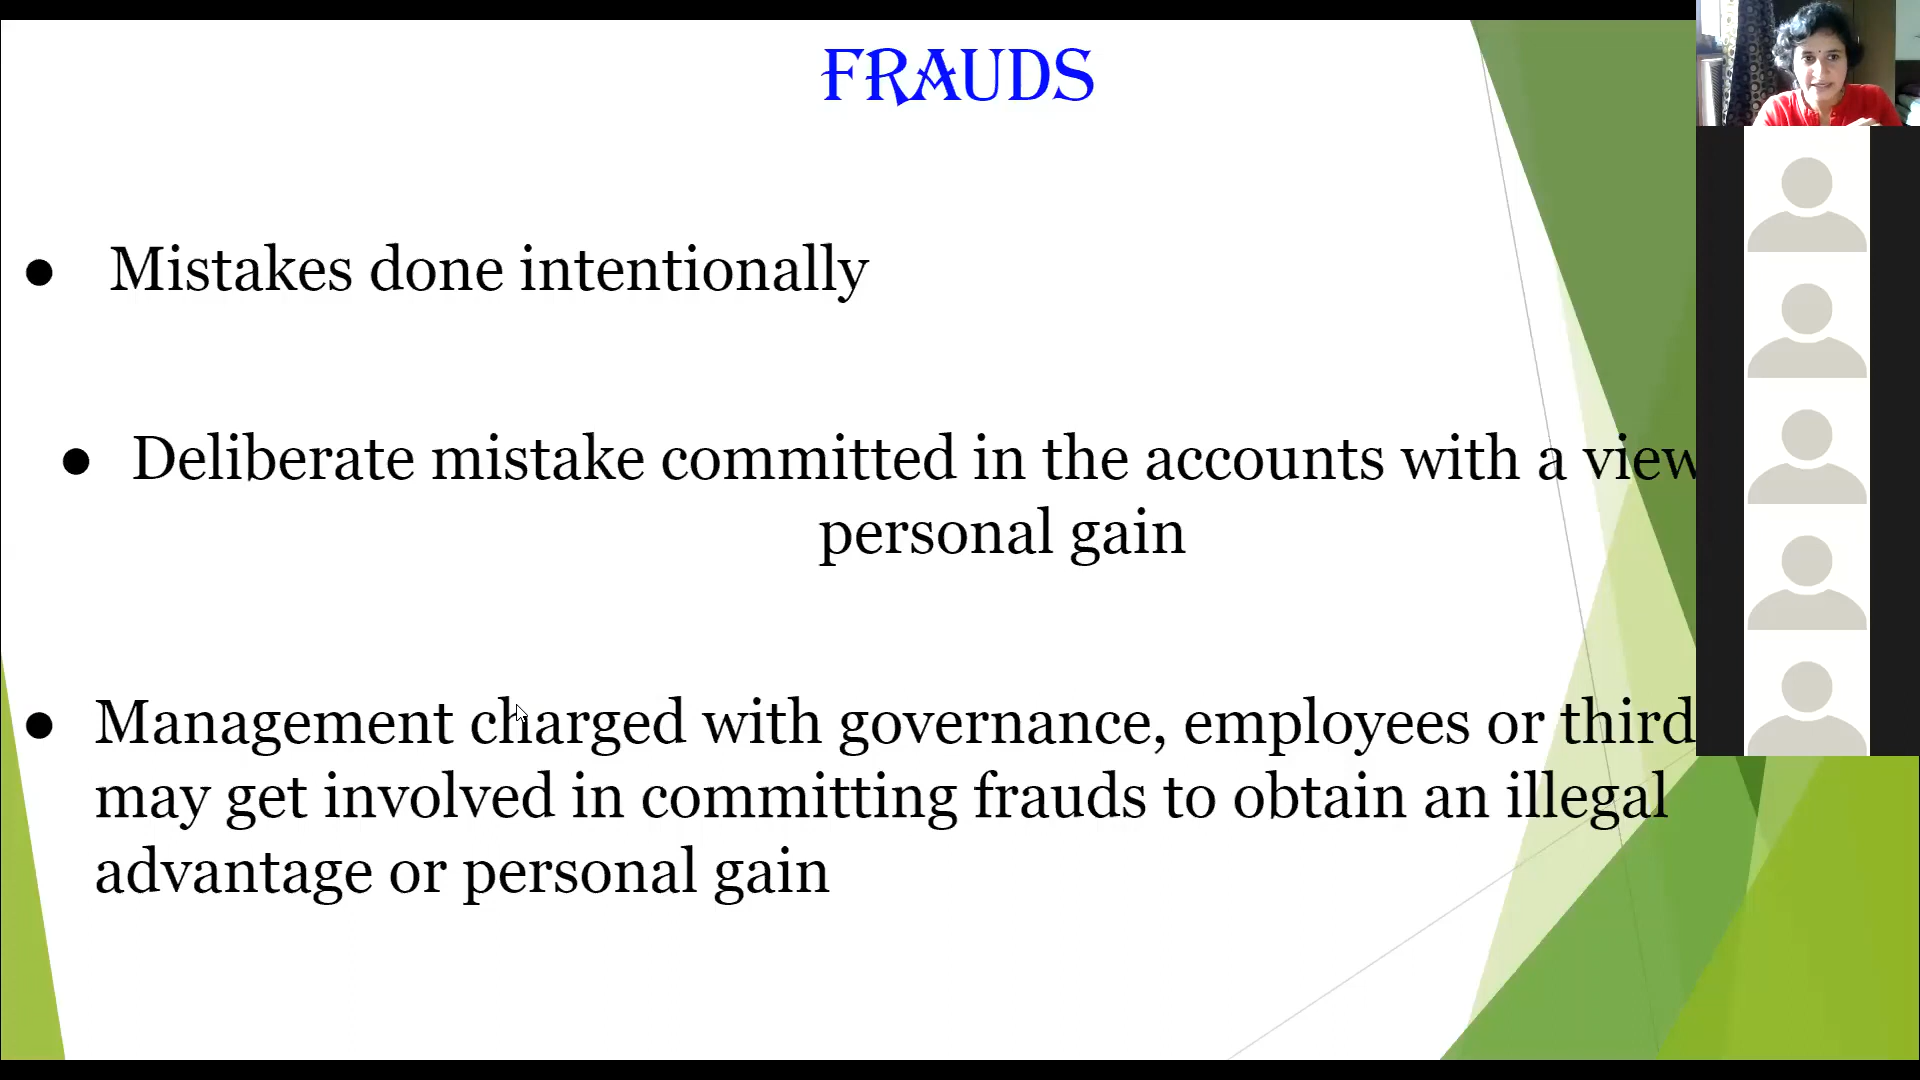 FRAUDS
● Mistakes done intentionally
● Deliberate mistake committed in the accounts with a view
personal gain
● Management charged with governance, employees or third
may get involved in committing frauds to obtain an illegal
advantage or personal gain